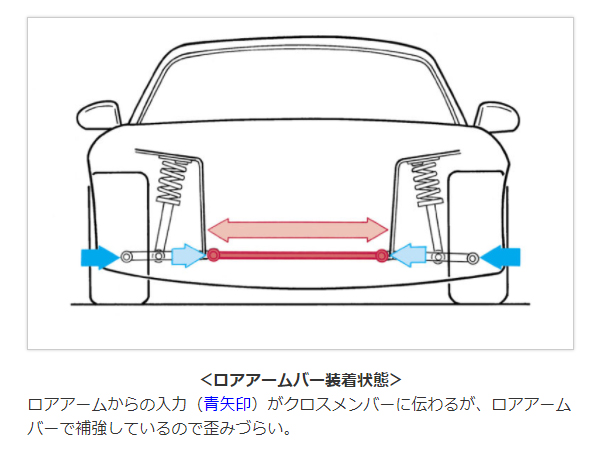 ＜ロアアームバー装着状態＞
ロアアームからの入力（青矢印）がクロスメンバーに伝わるが、ロアアーム
バーで補強しているので歪みづらい。